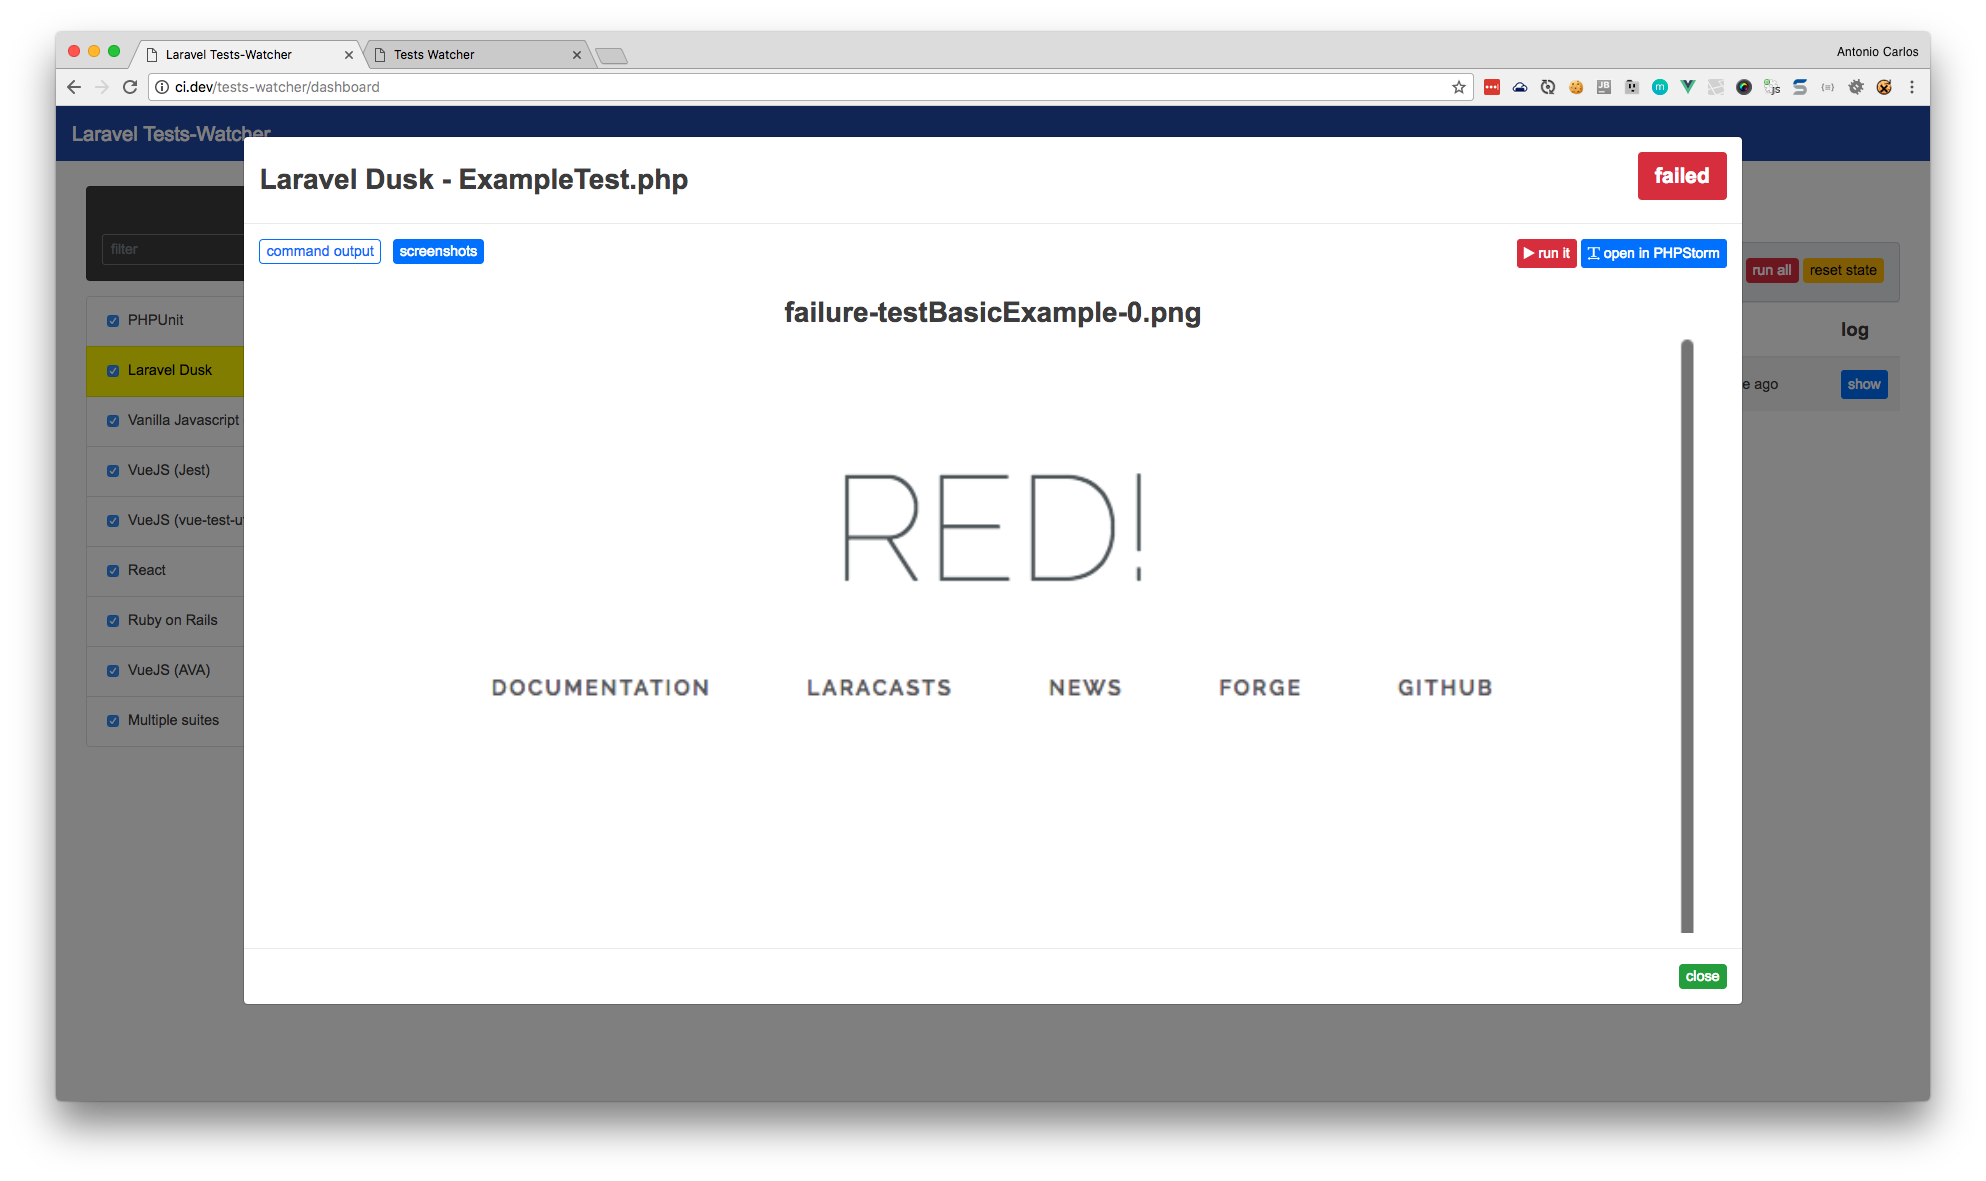 Laravel Tests-Watcher
Tests Watcher
Antonio Carlos
ci.dev/tests-watcher/dashboard
Laravel Tests-Watcher
Laravel Dusk - ExampleTest.php
failed
filter
command output
screenshots
run it
open in PHPStorm
run all
reset state
failure-testBasicExample-0.png
PHPUnit
log
Laravel Dusk
e ago
show
Vanilla Javascript
VueJS (Jest)
VueJS (vue-test-u
React
Ruby on Rails
VueJS (AVA)
Multiple suites
RED!
DOCUMENTATION
LARACASTS
NEWS
FORGE
GITHUB
close